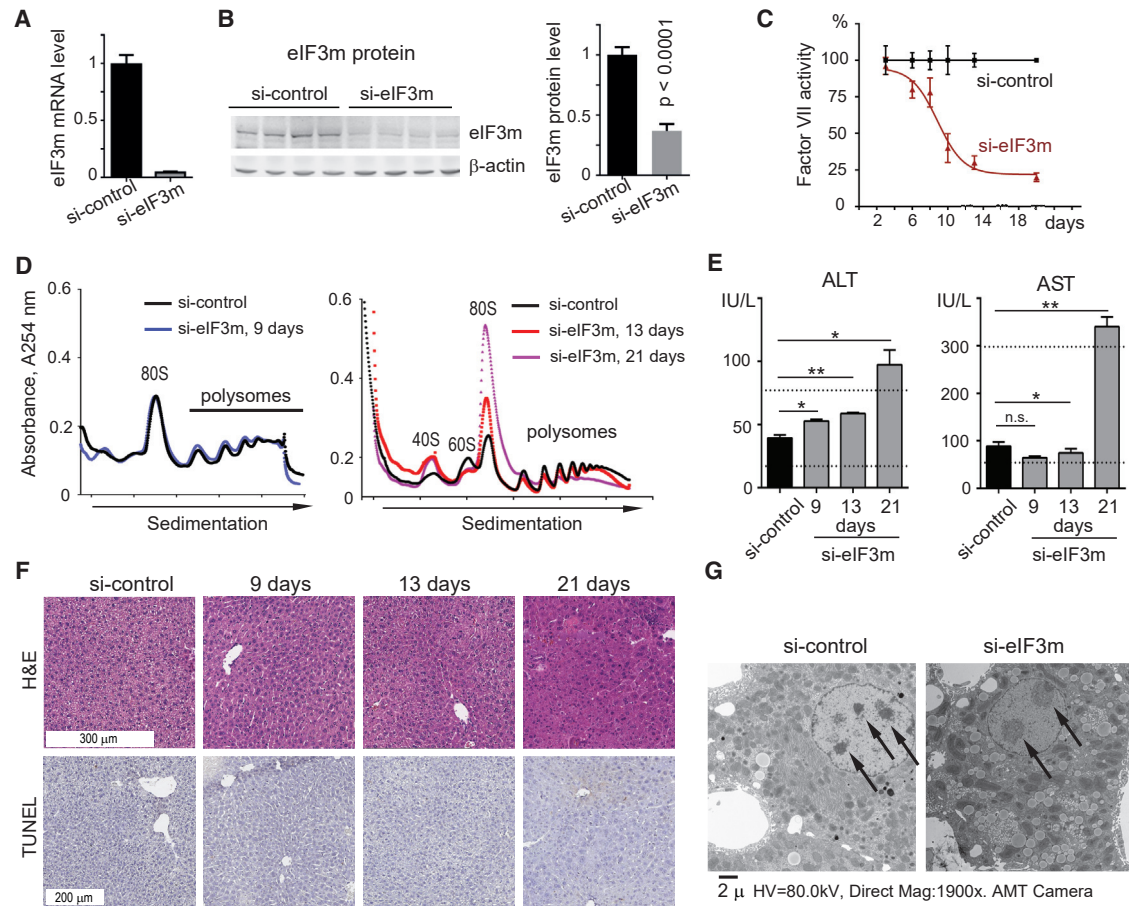 A
eIF3m mRNA level
1
0.5
0
si-control
si-eIF3m
B
eIF3m protein
si-control
si-eIF3m
eIF3m
β-actin
eIF3m protein level
1
0.5
0
p < 0.0001
si-control
si-eIF3m
C
%
Factor VII activity
100
75
50
25
0
si-control
si-eIF3m
2 6 10 14 18 days
D
Absorbance, A254 nm
0.6
0.4
0.2
0
si-control
si-eIF3m, 9 days
80S
polysomes
Sedimentation
0.6
0.4
0.2
0
si-control
si-eIF3m, 13 days
si-eIF3m, 21 days
80S
40S
60S
polysomes
Sedimentation
E
ALT
IU/L
100
50
0
*
**
*
si-control
9 13 21
days
si-eIF3m
AST
IU/L
400
300
200
100
0
**
*
n.s.
si-control
9 13 21
days
si-eIF3m
F
si-control 9 days 13 days 21 days
H&E
300 µm
TUNEL
200 µm
G
si-control si-eIF3m
2 µ HV=80.0kV, Direct Mag:1900x. AMT Camera